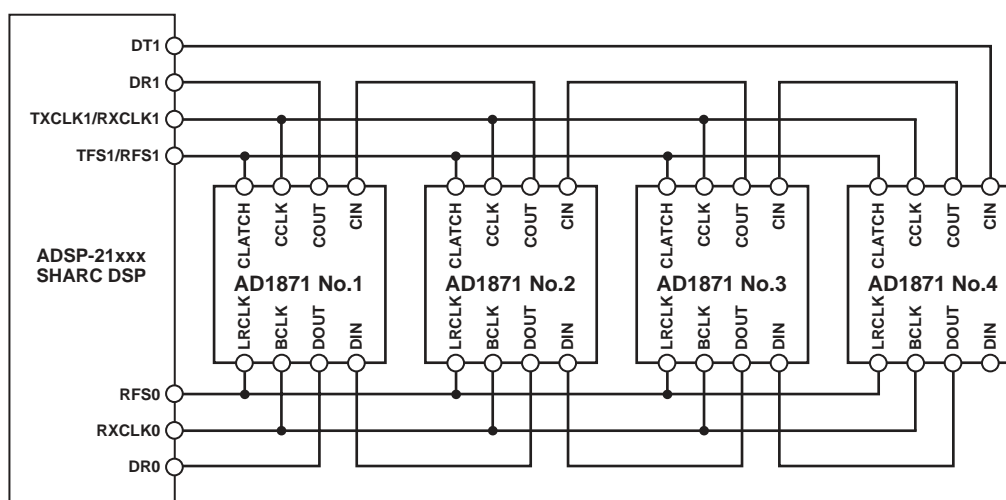 DT1
DR1
TXCLK1/RXCLK1
TFS1/RFS1
ADSP-21xxx
SHARC DSP
RFS0
RXCLK0
DR0
CLATCH
CCLK
COUT
CIN
AD1871 No.1
LRCLK
BCLK
DOUT
DIN
CLATCH
CCLK
COUT
CIN
AD1871 No.2
LRCLK
BCLK
DOUT
DIN
CLATCH
CCLK
COUT
CIN
AD1871 No.3
LRCLK
BCLK
DOUT
DIN
CLATCH
CCLK
COUT
CIN
AD1871 No.4
LRCLK
BCLK
DOUT
DIN